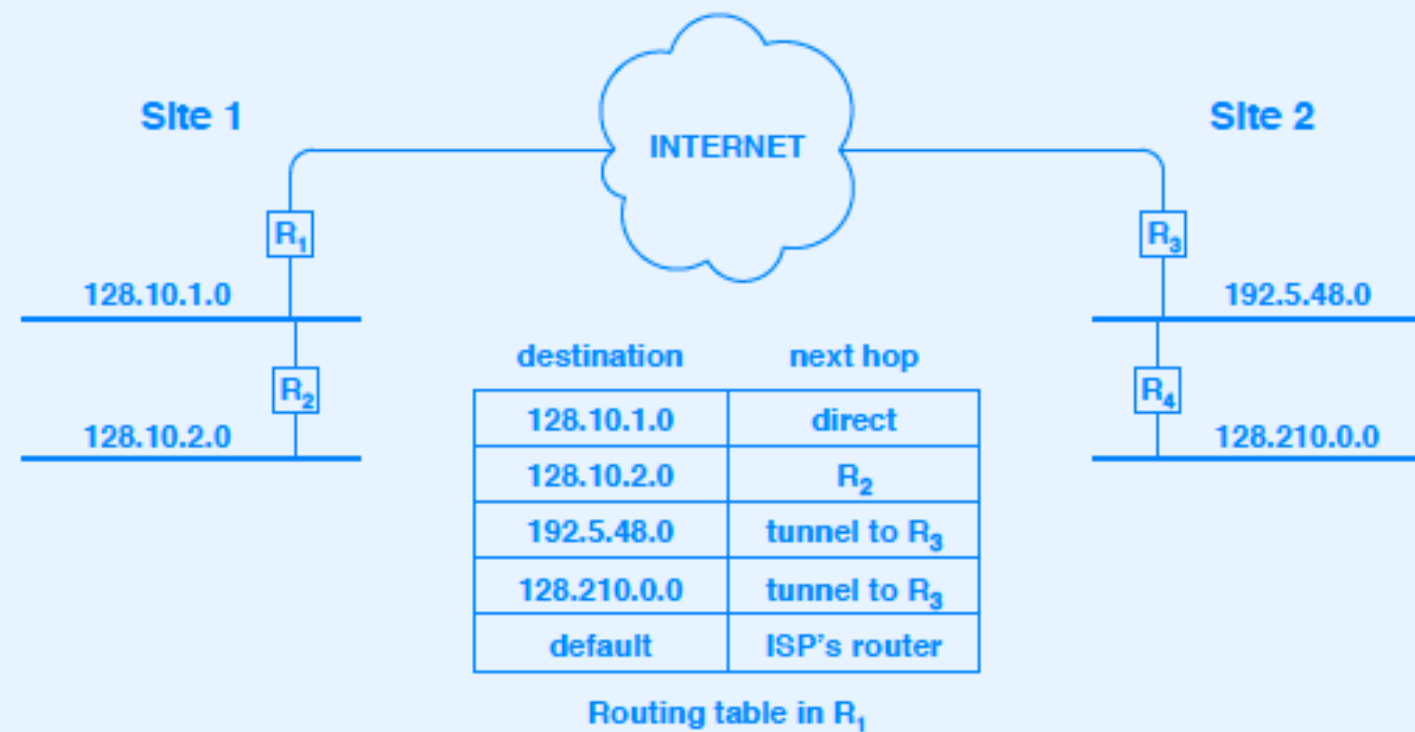 Site 1
INTERNET
Site 2
R₁
R₃
128.10.1.0
192.5.48.0
R₂
R₄
128.10.2.0
128.210.0.0
destination next hop
128.10.1.0 direct
128.10.2.0 R₂
192.5.48.0 tunnel to R₃
128.210.0.0 tunnel to R₃
default ISP's router
Routing table in R₁